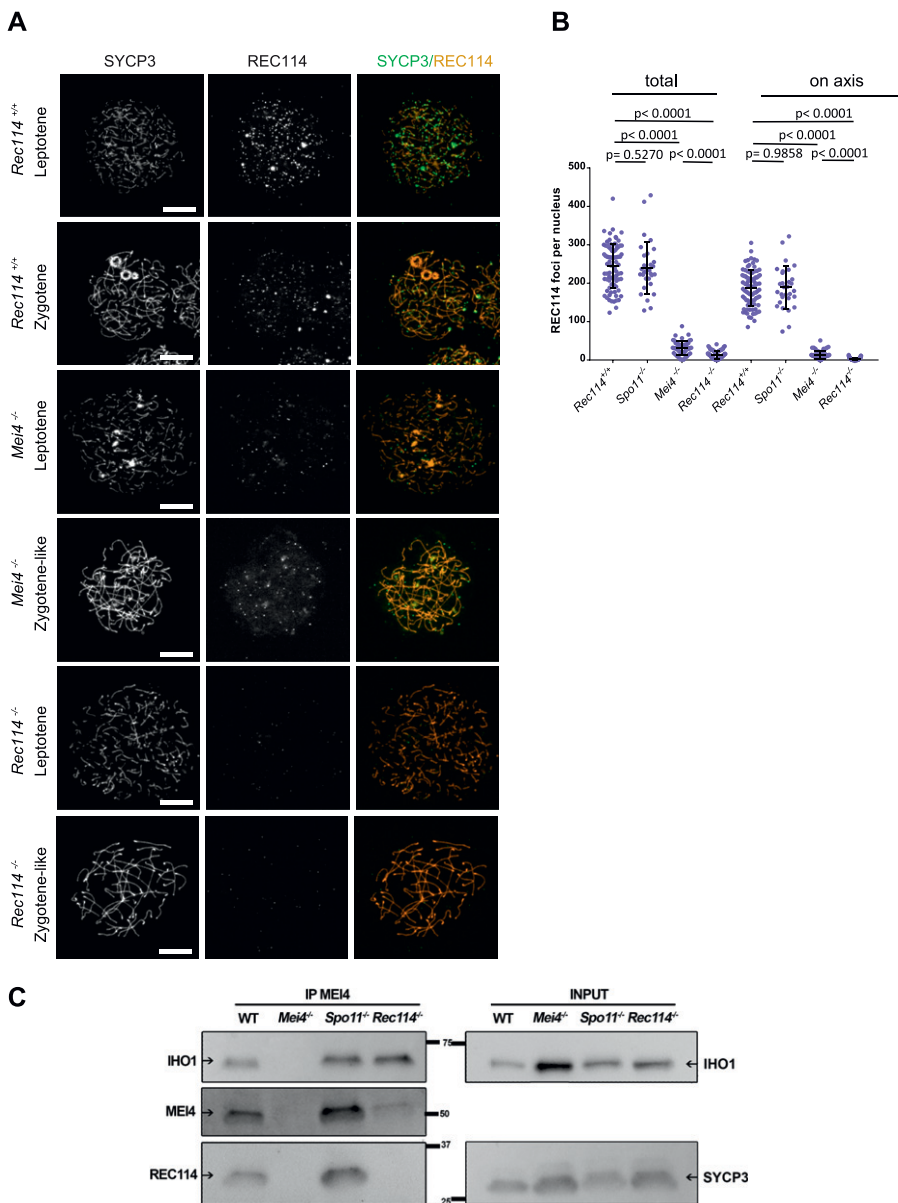 A
SYCP3 REC114 SYCP3/REC114
Rec114 +/+
Leptotene
Rec114 +/+
Zygotene
Mei4 -/-
Leptotene
Mei4 -/-
Zygotene-like
Rec114 -/-
Leptotene
Rec114 -/-
Zygotene-like
B
total on axis
p< 0.0001 p< 0.0001
p< 0.0001 p< 0.0001
p= 0.5270 p<0.0001 p= 0.9858 p<0.0001
REC114 foci per nucleus
500
400
300
200
100
0
Rec114+/+ Spo11-/- Mei4-/- Rec114-/- Rec114+/+ Spo11-/- Mei4-/- Rec114-/-
C
IP MEI4 INPUT
WT Mei4-/- Spo11-/- Rec114-/- WT Mei4-/- Spo11-/- Rec114-/-
IHO1 → 75 ← IHO1
MEI4 → 50
37
REC114 → ← SYCP3
25